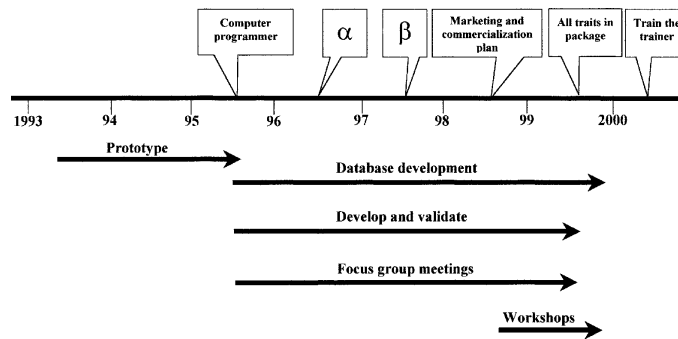 Computer
programmer
α
β
Marketing and
commercialization
plan
All traits in
package
Train the
trainer
1993
94
95
96
97
98
99
2000
Prototype
Database development
Develop and validate
Focus group meetings
Workshops